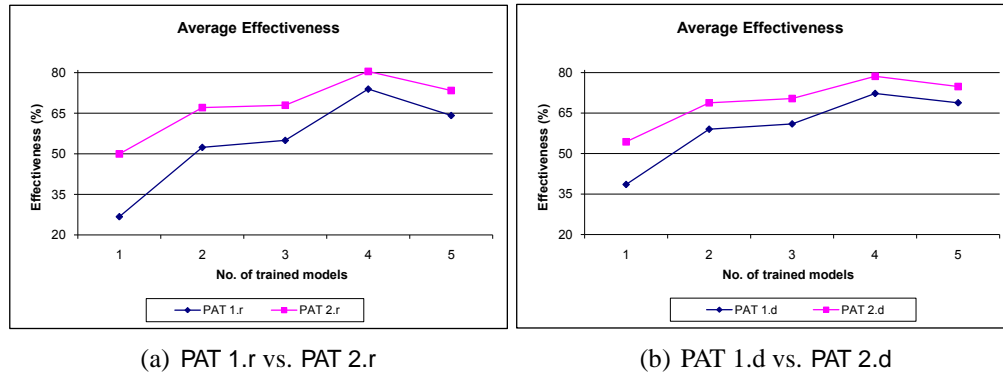 Average Effectiveness
80
65
50
35
20
Effectiveness (%)
1 2 3 4 5
No. of trained models
PAT 1.r PAT 2.r
(a) PAT 1.r vs. PAT 2.r
Average Effectiveness
80
65
50
35
20
Effectiveness (%)
1 2 3 4 5
No. of trained models
PAT 1.d PAT 2.d
(b) PAT 1.d vs. PAT 2.d